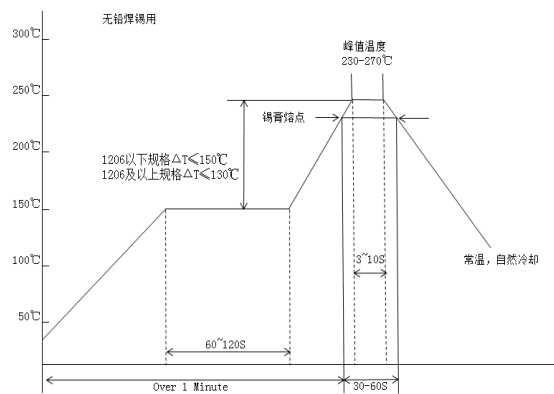 无铅焊锡用
300℃
峰值温度
230-270℃
250℃
锡膏熔点
200℃
1206以下规格△T≤150℃
1206及以上规格△T≤130℃
150℃
100℃
3~10S
常温,自然冷却
50℃
60~120S
Over 1 Minute
30-60S